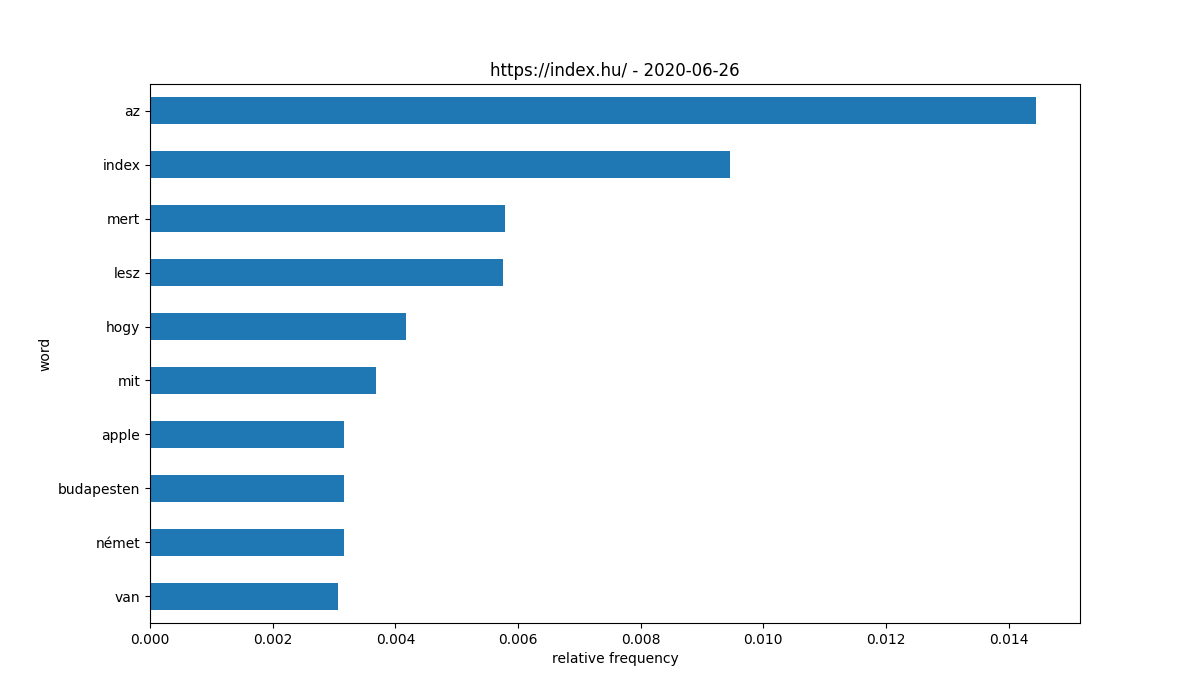 https://index.hu/ - 2020-06-26
az
index
mert
lesz
hogy
mit
apple
budapesten
német
van
word
0.000 0.002 0.004 0.006 0.008 0.010 0.012 0.014
relative frequency